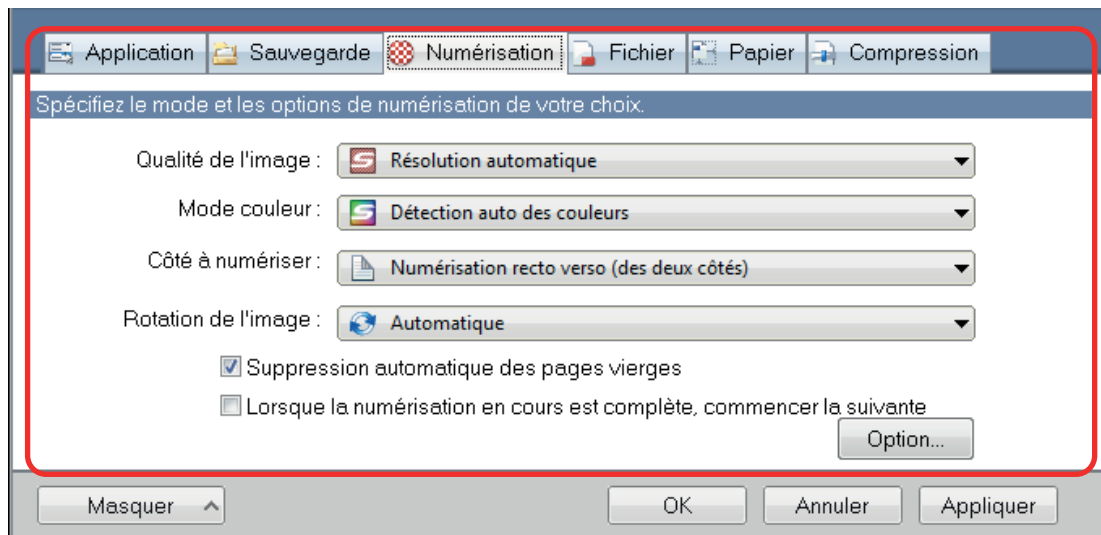 Application Sauvegarde Numérisation Fichier Papier Compression
Spécifiez le mode et les options de numérisation de votre choix.
Qualité de l'image : Résolution automatique
Mode couleur : Détection auto des couleurs
Côté à numériser : Numérisation recto verso (des deux côtés)
Rotation de l'image : Automatique
Suppression automatique des pages vierges
Lorsque la numérisation en cours est complète, commencer la suivante
Option...
Masquer OK Annuler Appliquer